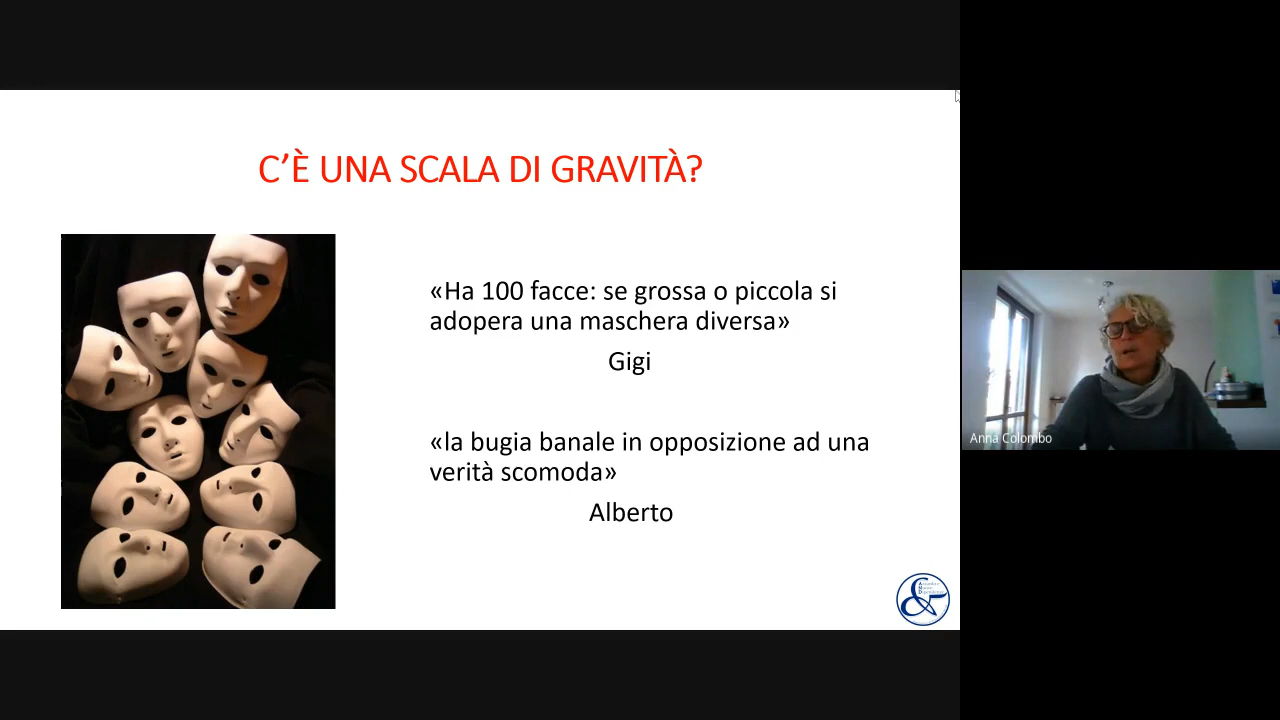 C’È UNA SCALA DI GRAVITÀ?
«Ha 100 facce: se grossa o piccola si
adopera una maschera diversa»
Gigi
«la bugia banale in opposizione ad una
verità scomoda»
Alberto
Anna Colombo